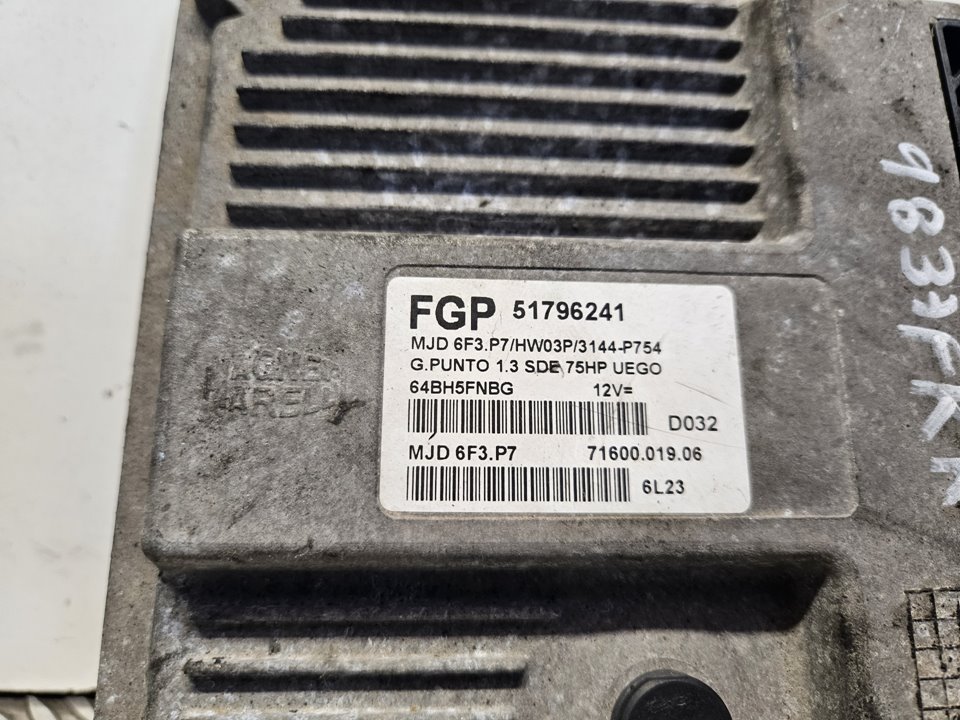 FGP 51796241
MJD 6F3.P7/HW03P/3144-P754
G.PUNTO 1.3 SDE 75HP UEGO
64BH5FNBG 12V=
D032
MJD 6F3.P7 71600.019.06
6L23
MAGNETI
MARELLI